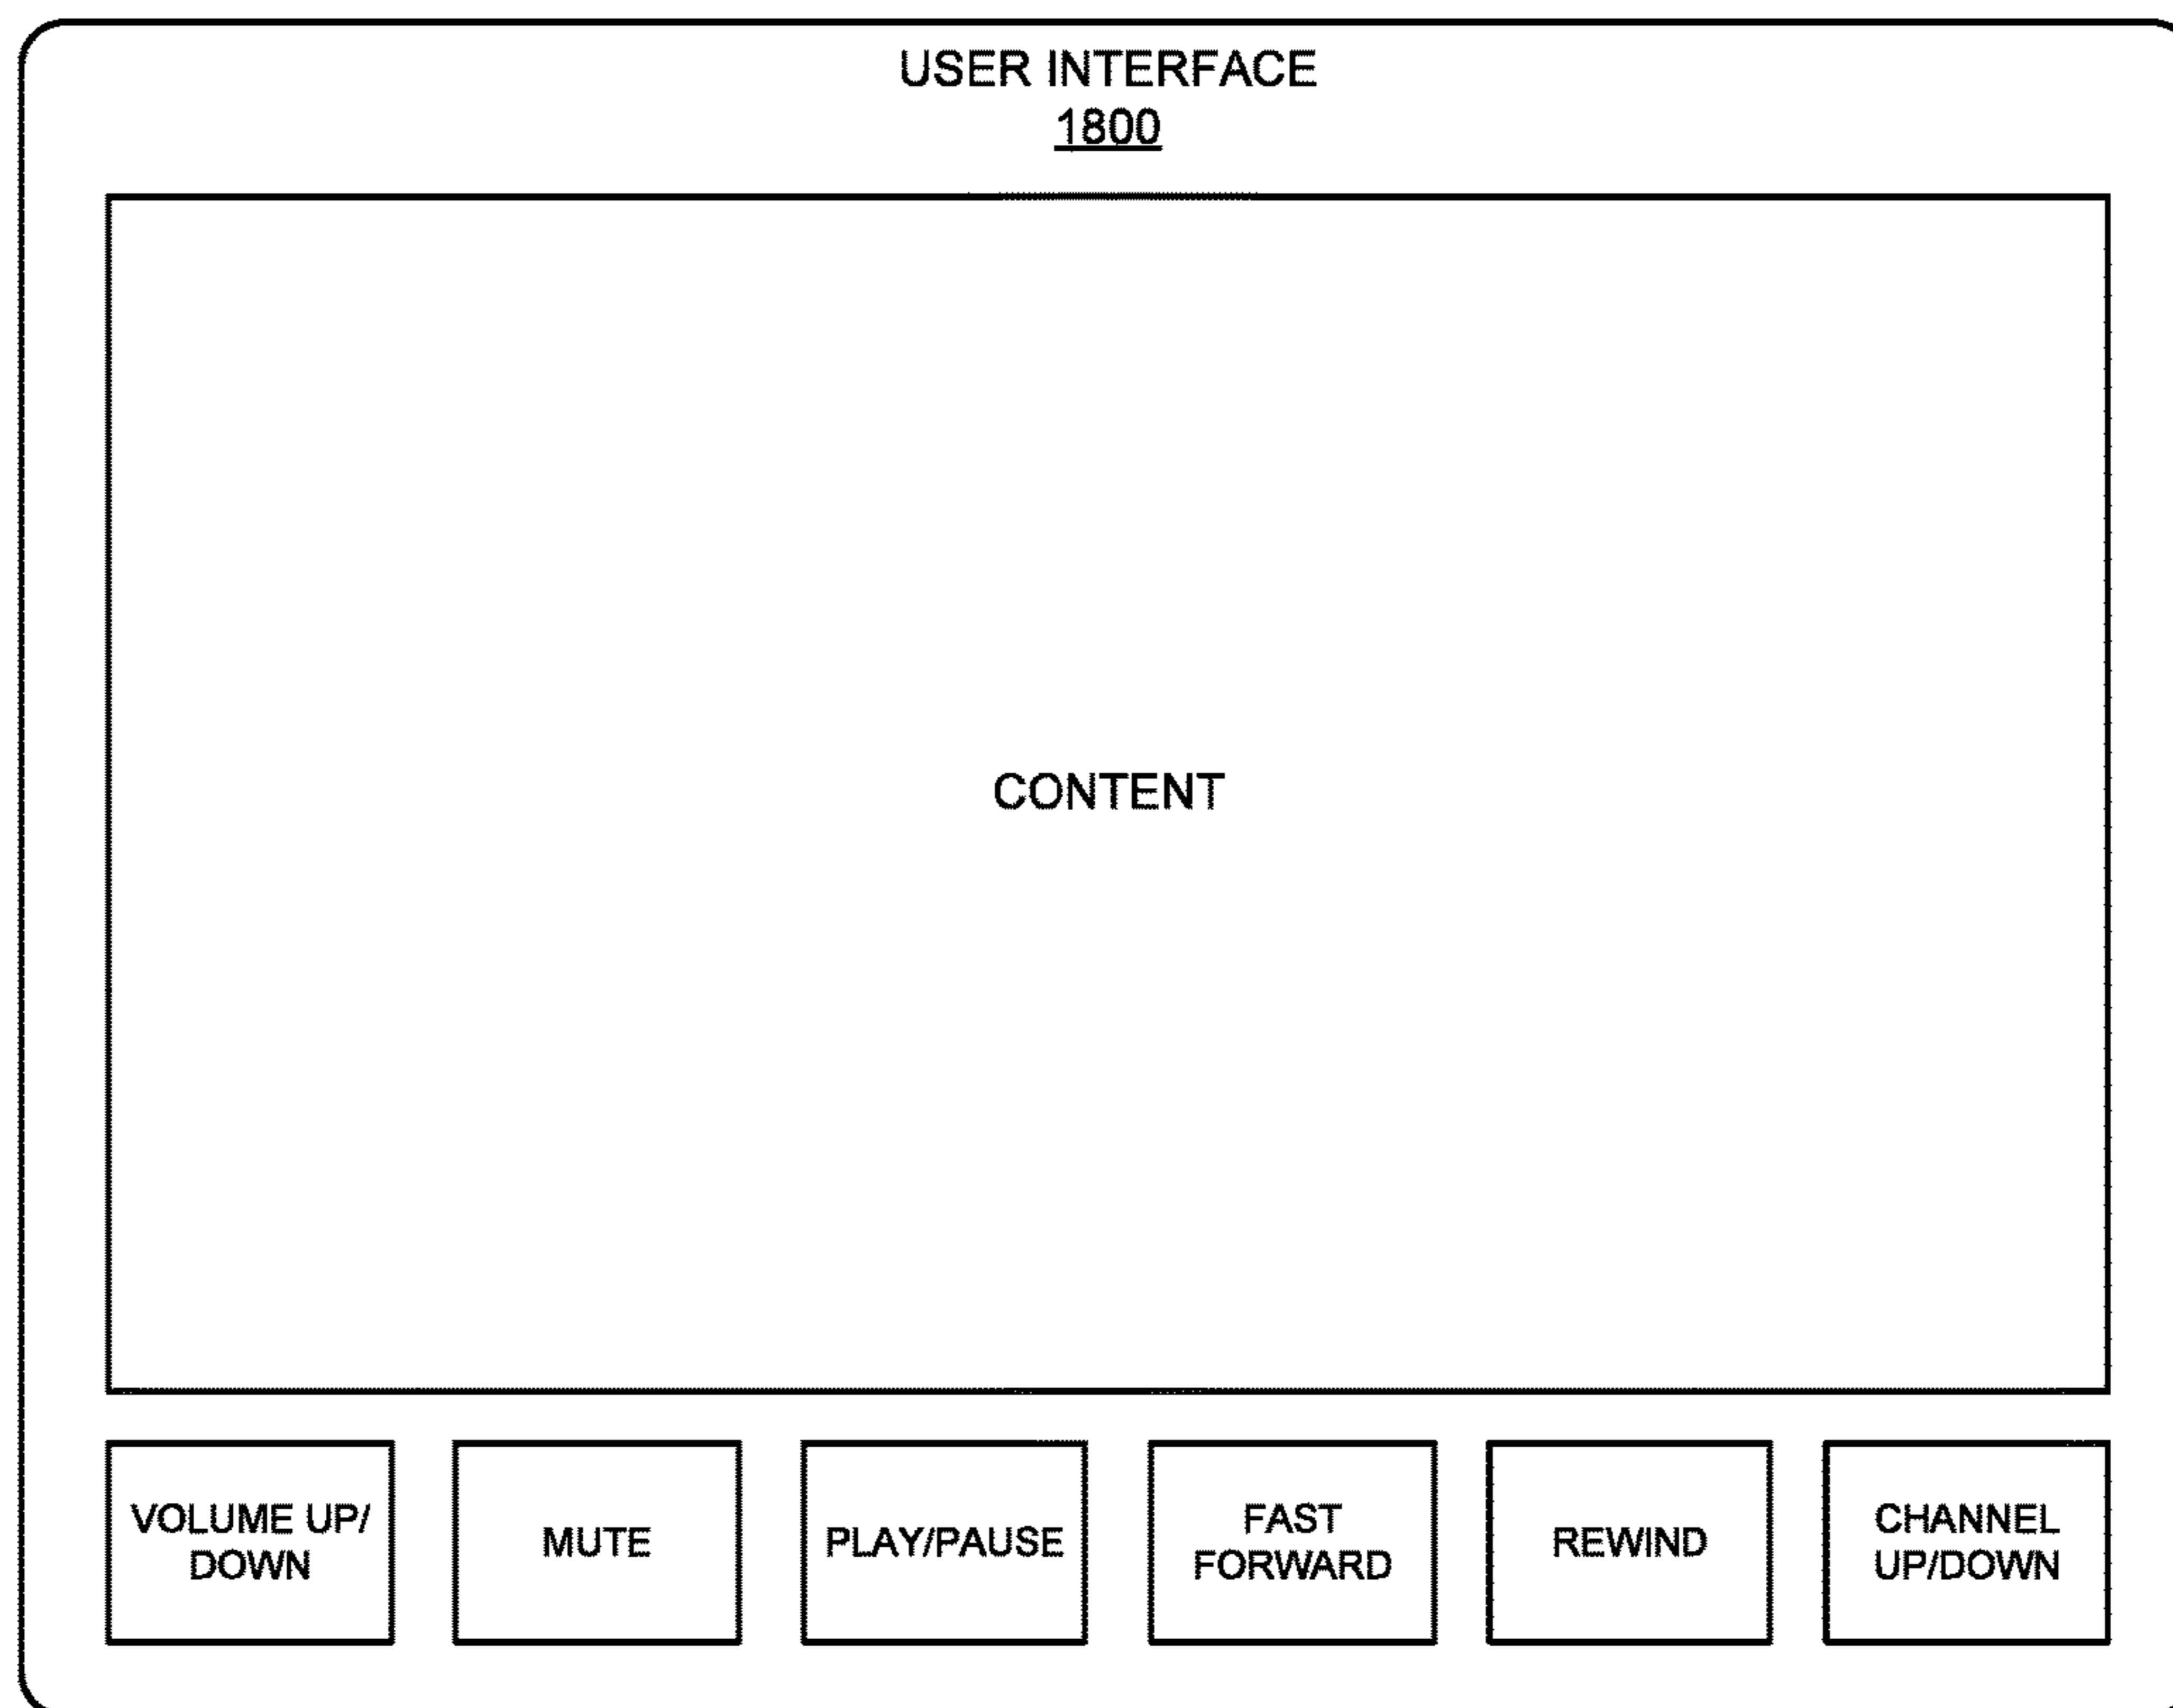 USER INTERFACE
1800
CONTENT
VOLUME UP/
DOWN
MUTE
PLAY/PAUSE
FAST
FORWARD
REWIND
CHANNEL
UP/DOWN